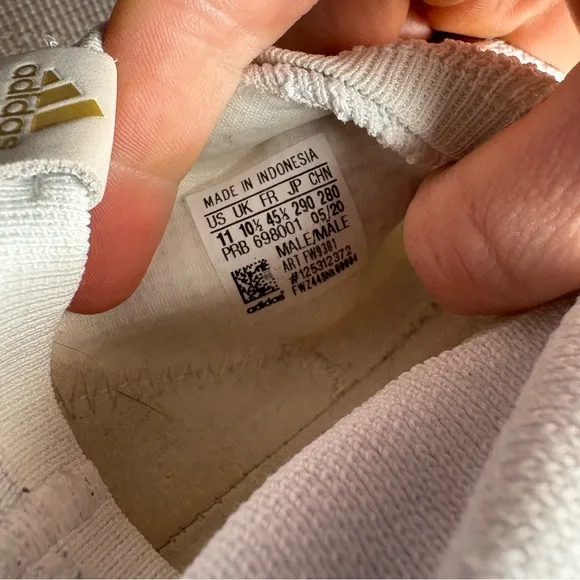 adidas
MADE IN INDONESIA
US UK FR JP CHN
11 10½ 45⅓ 290 280
PRB 698001 05/20
MALE/MALE
ART FW9301
#125312373
adidas